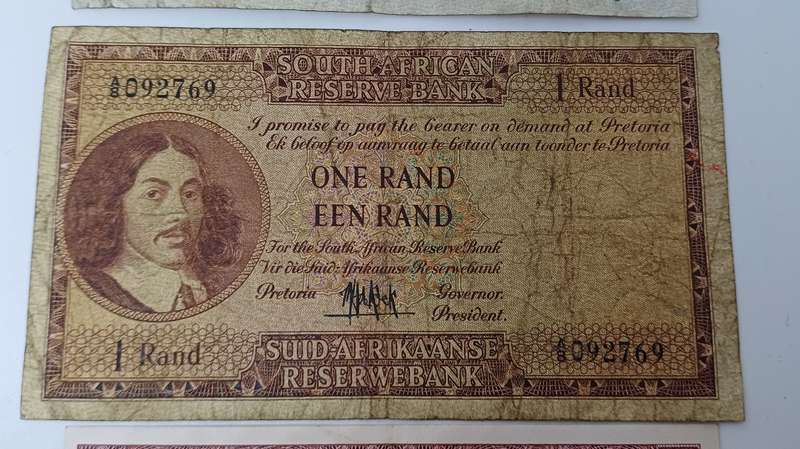 SOUTH AFRICAN
RESERVE BANK
A/8 092769
1 Rand
I promise to pay the bearer on demand at Pretoria
Ek beloof op aanvraag te betaal aan toonder te Pretoria
ONE RAND
EEN RAND
For the South African Reserve Bank
Vir die Suid-Afrikaanse Reserwebank
Pretoria
Governor.
President.
1 Rand
SUID-AFRIKAANSE
RESERWEBANK
A/8 092769